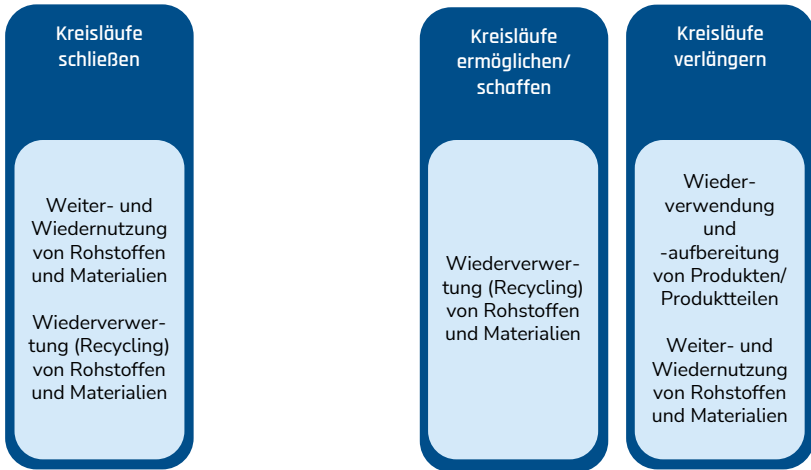 Kreisläufe
schließen
Weiter- und
Wiedernutzung
von Rohstoffen
und Materialien
Wiederverwer-
tung (Recycling)
von Rohstoffen
und Materialien
Kreisläufe
ermöglichen/
schaffen
Wiederverwer-
tung (Recycling)
von Rohstoffen
und Materialien
Kreisläufe
verlängern
Wieder-
verwendung
und
-aufbereitung
von Produkten/
Produktteilen
Weiter- und
Wiedernutzung
von Rohstoffen
und Materialien